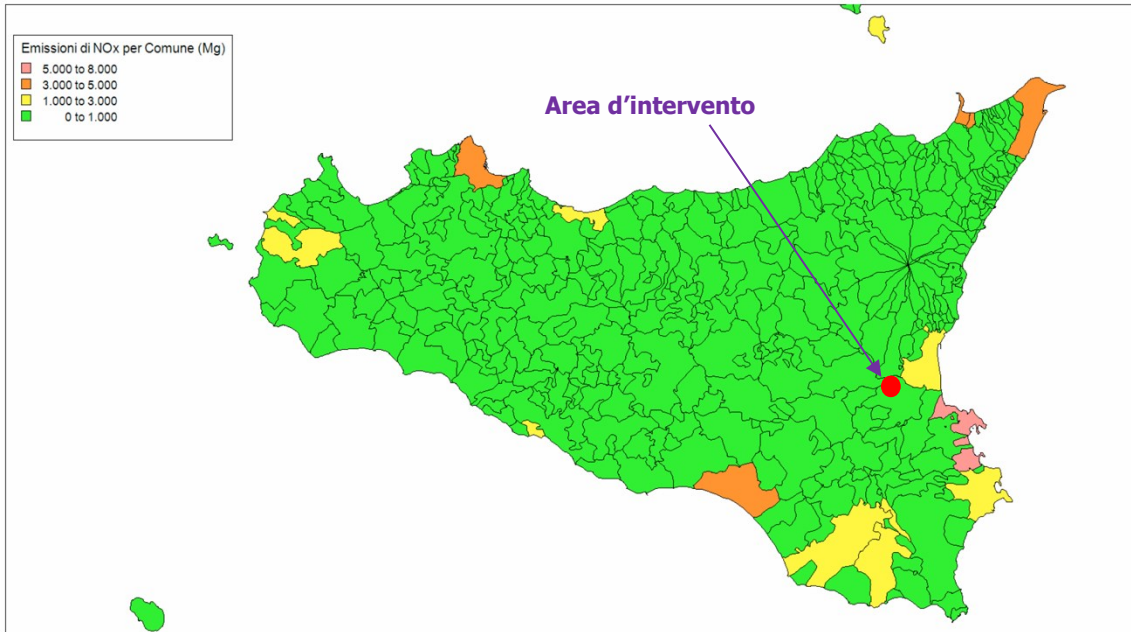 Emissioni di NOx per Comune (Mg)
5.000 to 8.000
3.000 to 5.000
1.000 to 3.000
0 to 1.000
Area d’intervento